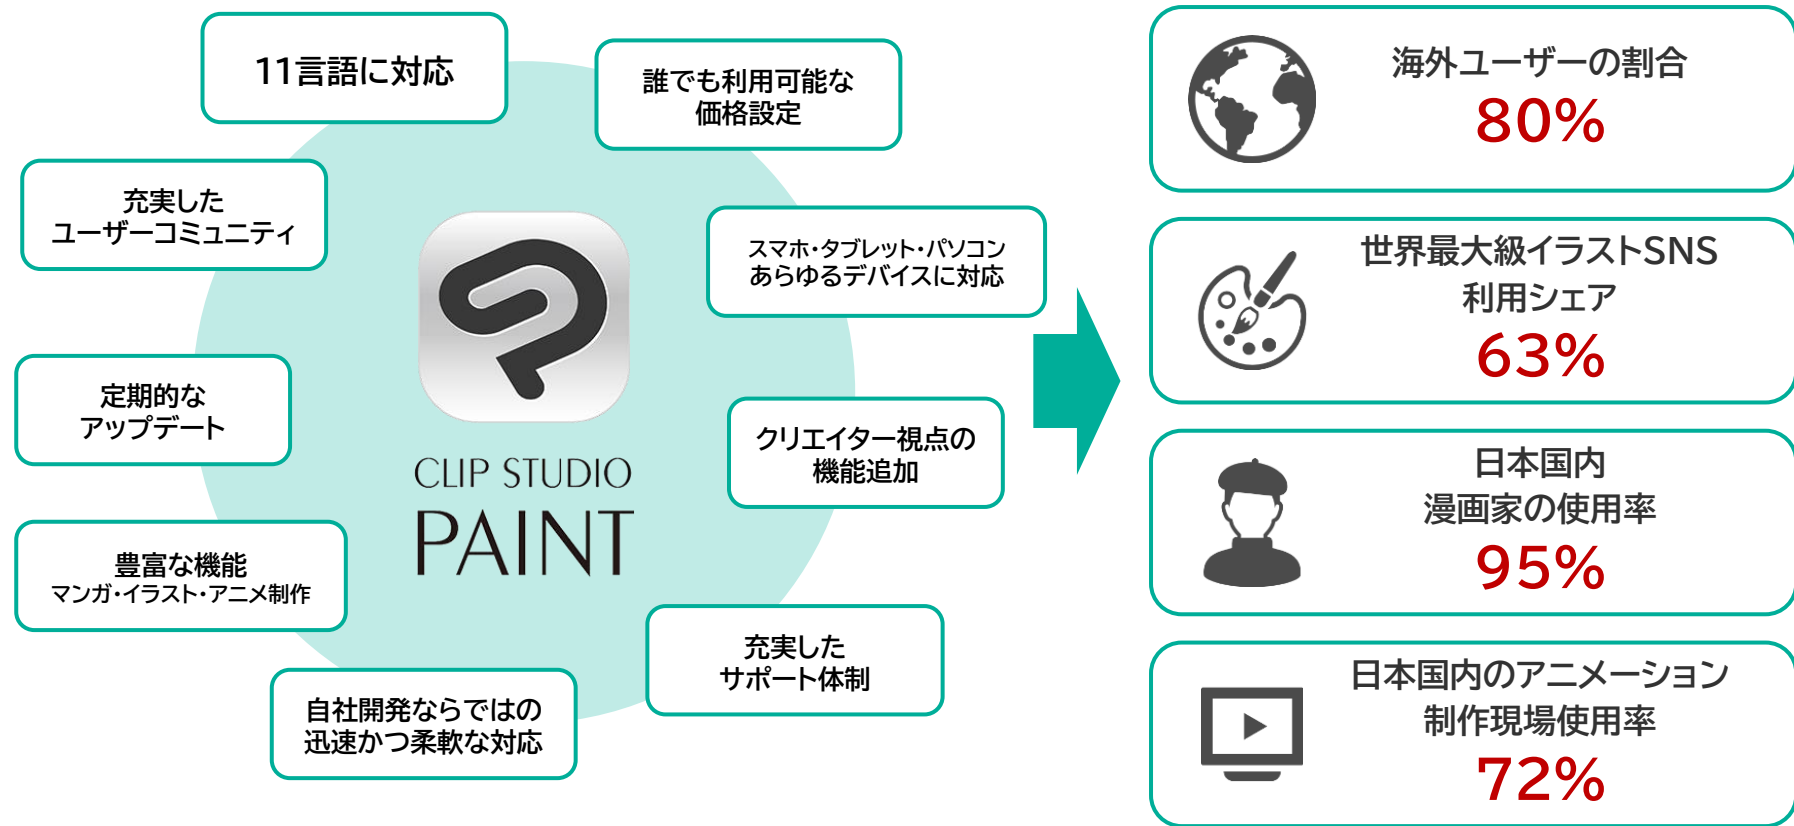 11言語に対応
誰でも利用可能な
価格設定
充実した
ユーザーコミュニティ
スマホ・タブレット・パソコン
あらゆるデバイスに対応
定期的な
アップデート
クリエイター視点の
機能追加
豊富な機能
マンガ・イラスト・アニメ制作
充実した
サポート体制
自社開発ならではの
迅速かつ柔軟な対応
CLIP STUDIO
PAINT
海外ユーザーの割合
80%
世界最大級イラストSNS
利用シェア
63%
日本国内
漫画家の使用率
95%
日本国内のアニメーション
制作現場使用率
72%